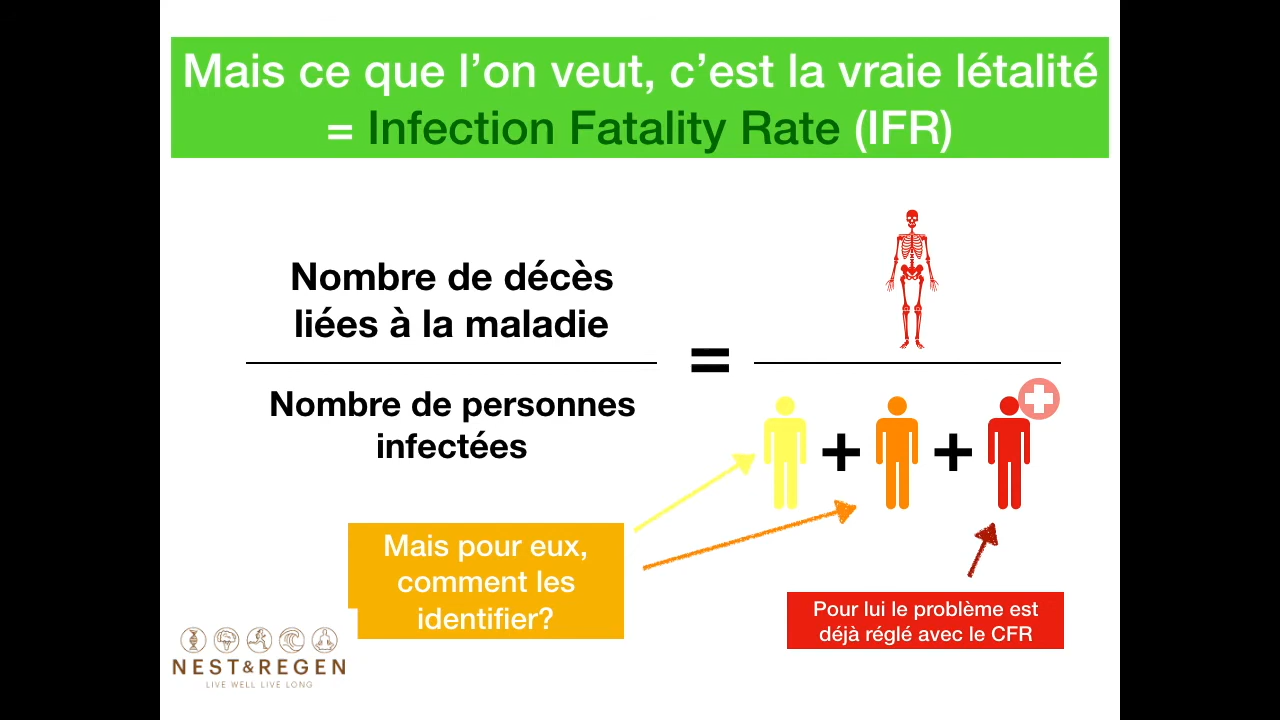 Mais ce que l’on veut, c’est la vraie létalité
= Infection Fatality Rate (IFR)
Nombre de décès
liées à la maladie
=
Nombre de personnes
infectées
+ +
Mais pour eux,
comment les
identifier?
Pour lui le problème est
déjà réglé avec le CFR
NEST&REGEN
LIVE WELL LIVE LONG